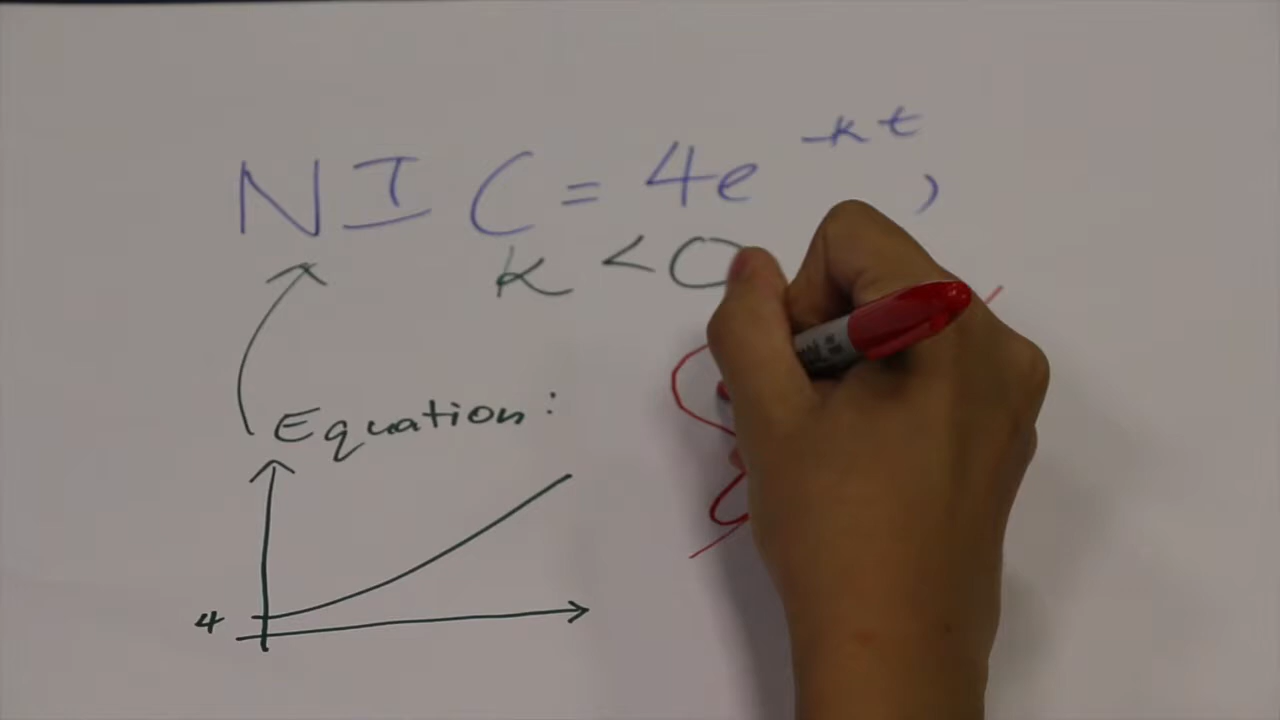 NIC = 4e^-kt,
k < 0
Equation:
4